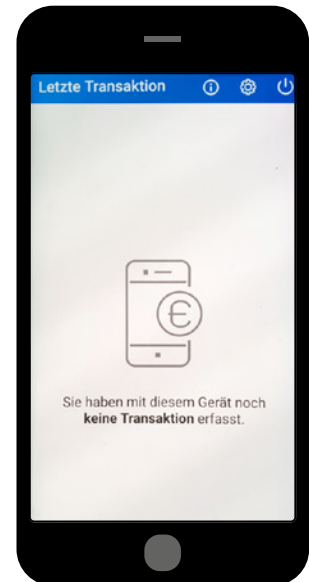 Letzte Transaktion
Sie haben mit diesem Gerät noch
keine Transaktion erfasst.